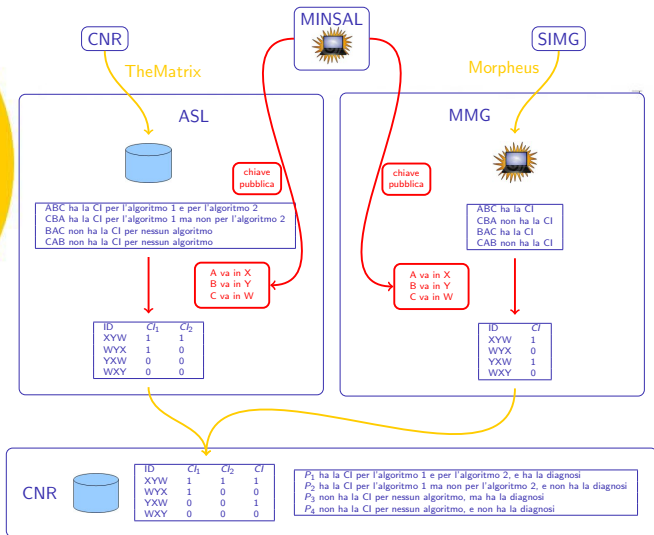 MINSAL
CNR
SIMG
TheMatrix
Morpheus
ASL
MMG
chiave
pubblica
chiave
pubblica
ABC ha la CI per l'algoritmo 1 e per l'algoritmo 2
CBA ha la CI per l'algoritmo 1 ma non per l'algoritmo 2
BAC non ha la CI per nessun algoritmo
CAB non ha la CI per nessun algoritmo
ABC ha la CI
CBA non ha la CI
BAC ha la CI
CAB non ha la CI
A va in X
B va in Y
C va in W
A va in X
B va in Y
C va in W
ID CI1 CI2
XYW 1 1
WYX 1 0
YXW 0 0
WXY 0 0
ID CI
XYW 1
WYX 0
YXW 1
WXY 0
CNR
ID CI1 CI2 CI
XYW 1 1 1
WYX 1 0 0
YXW 0 0 1
WXY 0 0 0
P1 ha la CI per l'algoritmo 1 e per l'algoritmo 2, e ha la diagnosi
P2 ha la CI per l'algoritmo 1 ma non per l'algoritmo 2, e non ha la diagnosi
P3 non ha la CI per nessun algoritmo, ma ha la diagnosi
P4 non ha la CI per nessun algoritmo, e non ha la diagnosi